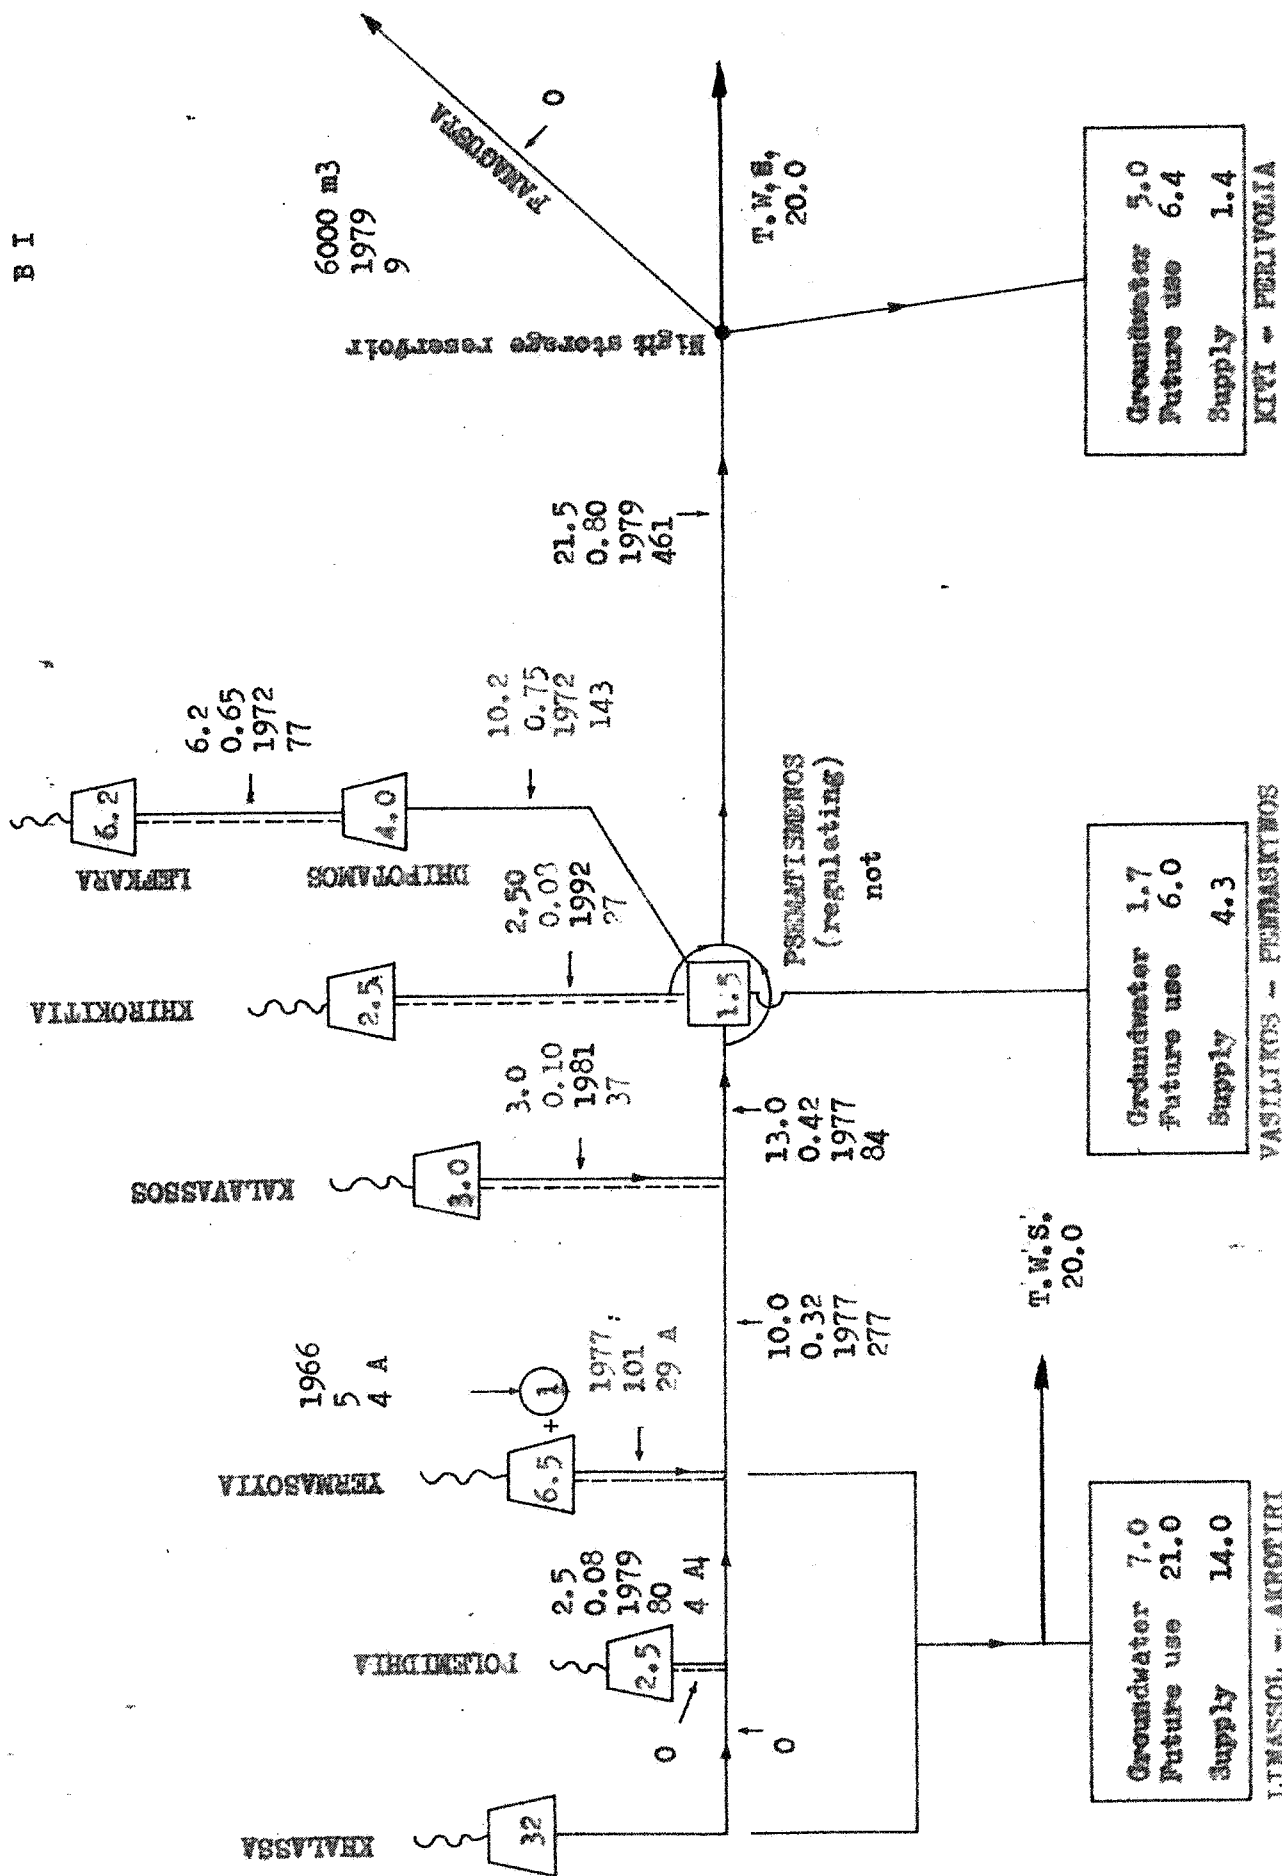 B I
FAMAGUSTA
0
6000 m3
1979
9
High storage reservoir
T.W.S.
20.0
Groundwater 5.0
Future use 6.4
Supply 1.4
KITI - PERIVOLIA
21.5
0.80
1979
461
LEFKARA
6.2
6.2
0.65
1972
77
DHIPOTAMOS
4.0
10.2
0.75
1972
143
KHIROKITIA
2.5
2.50
0.03
1992
27
PSEMATISMENOS
(regulating)
not
1.5
Groundwater 1.7
Future use 6.0
Supply 4.3
VASILIKOS - PENDASKINOS
KALAVASSOS
3.0
3.0
0.10
1981
37
13.0
0.42
1977
84
YERMASOYIA
6.5
+
1
1966
5
4 A
1977
101
29 A
10.0
0.32
1977
277
POLEMIDHIA
2.5
2.5
0.08
1979
80
4 A
0
0
KHALASSA
32
T.W.S.
20.0
Groundwater 7.0
Future use 21.0
Supply 14.0
LIMASSOL - AKROTIRI